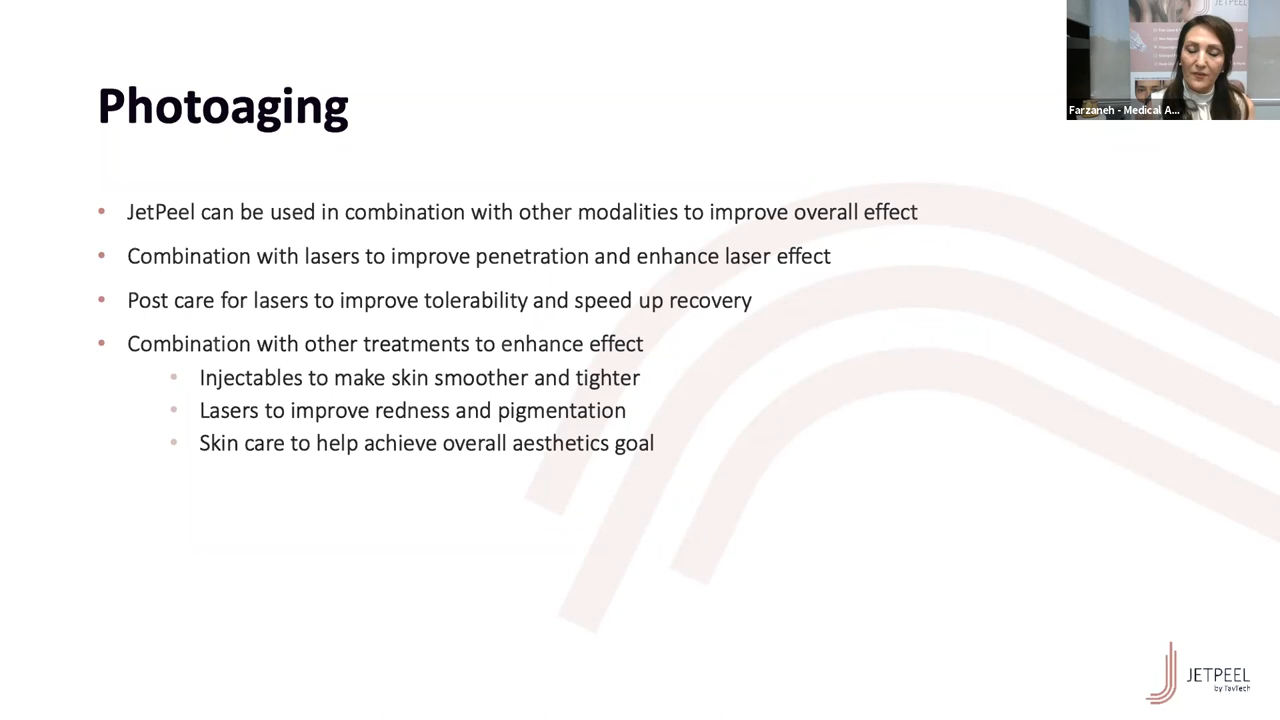 JETPEEL
Farzaneh - Medical A...
Photoaging
• JetPeel can be used in combination with other modalities to improve overall effect
• Combination with lasers to improve penetration and enhance laser effect
• Post care for lasers to improve tolerability and speed up recovery
• Combination with other treatments to enhance effect
• Injectables to make skin smoother and tighter
• Lasers to improve redness and pigmentation
• Skin care to help achieve overall aesthetics goal
JETPEEL
by TavTech